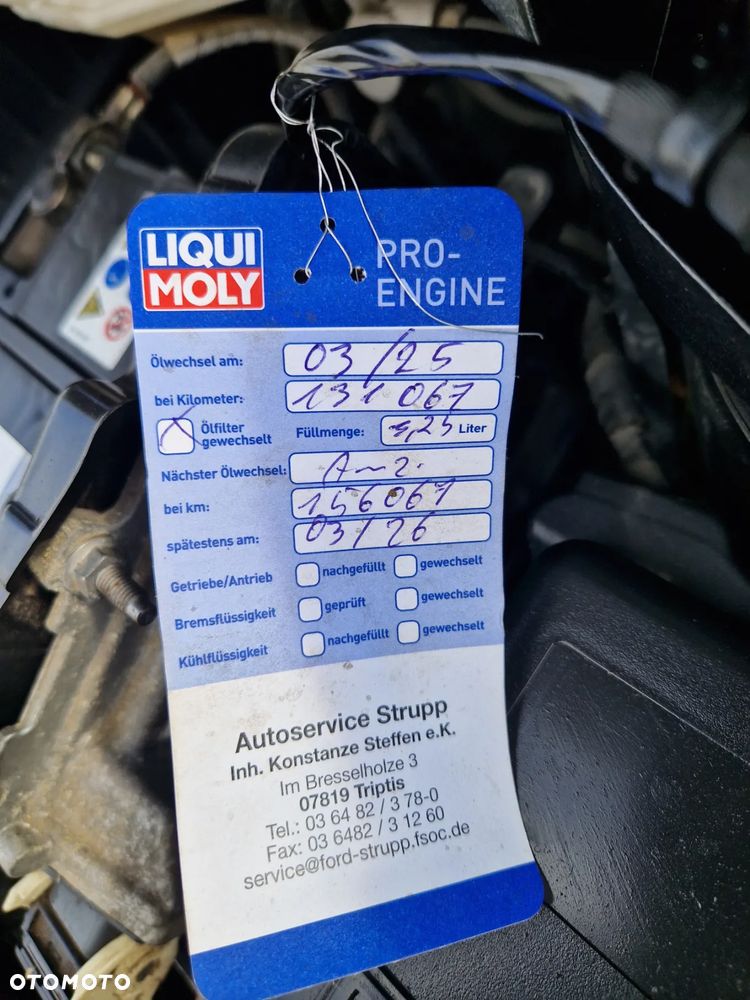 LIQUI
MOLY
PRO-
ENGINE
Ölwechsel am: 03/25
bei Kilometer: 131 067
Ölfilter
gewechselt
Füllmenge: Liter
Nächster Ölwechsel:
bei km: 156067
spätestens am: 03/26
Getriebe/Antrieb nachgefüllt gewechselt
Bremsflüssigkeit geprüft gewechselt
Kühlflüssigkeit nachgefüllt gewechselt
Autoservice Strupp
Inh. Konstanze Steffen e.K.
Im Bresselholze 3
07819 Triptis
Tel.: 03 64 82 / 3 78-0
Fax: 03 6482 / 3 12 60
service@ford-strupp.fsoc.de
OTOMOTO